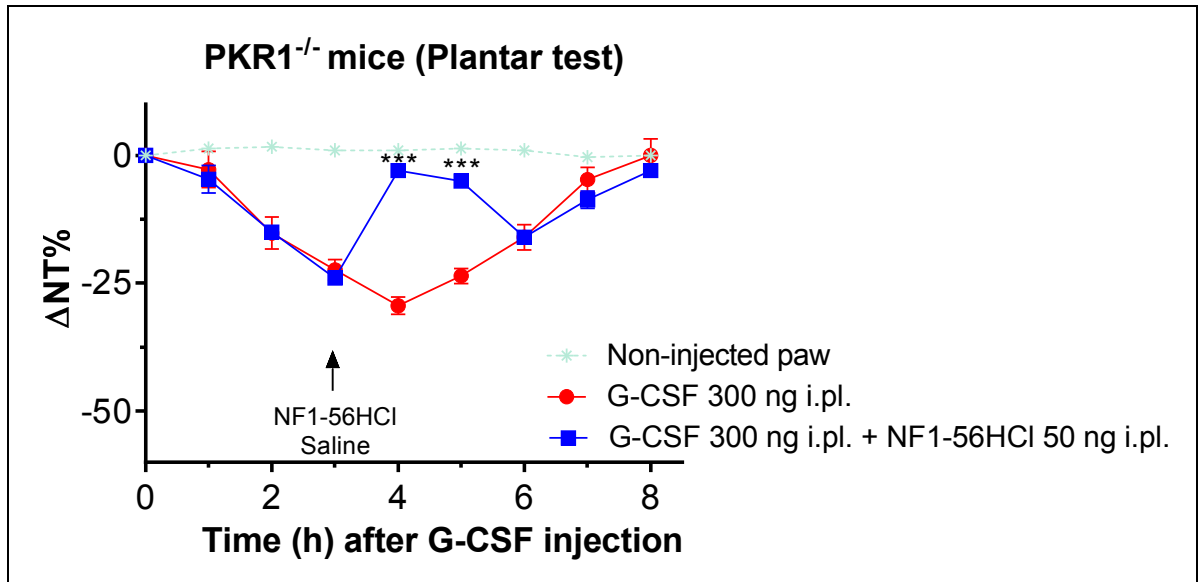 PKR1-/- mice (Plantar test)
0
-25
-50
ΔNT%
***
***
NF1-56HCl
Saline
Non-injected paw
G-CSF 300 ng i.pl.
G-CSF 300 ng i.pl. + NF1-56HCl 50 ng i.pl.
0 2 4 6 8
Time (h) after G-CSF injection